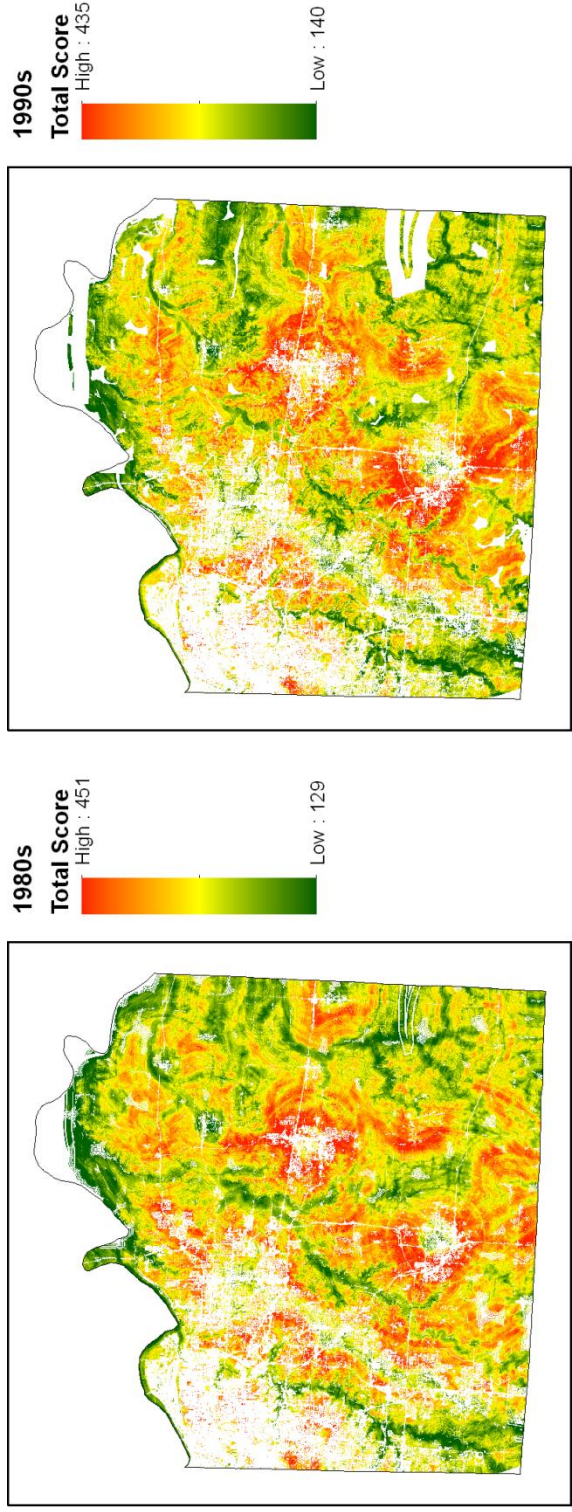 1980s
Total Score
High : 451
Low : 129
1990s
Total Score
High : 435
Low : 140